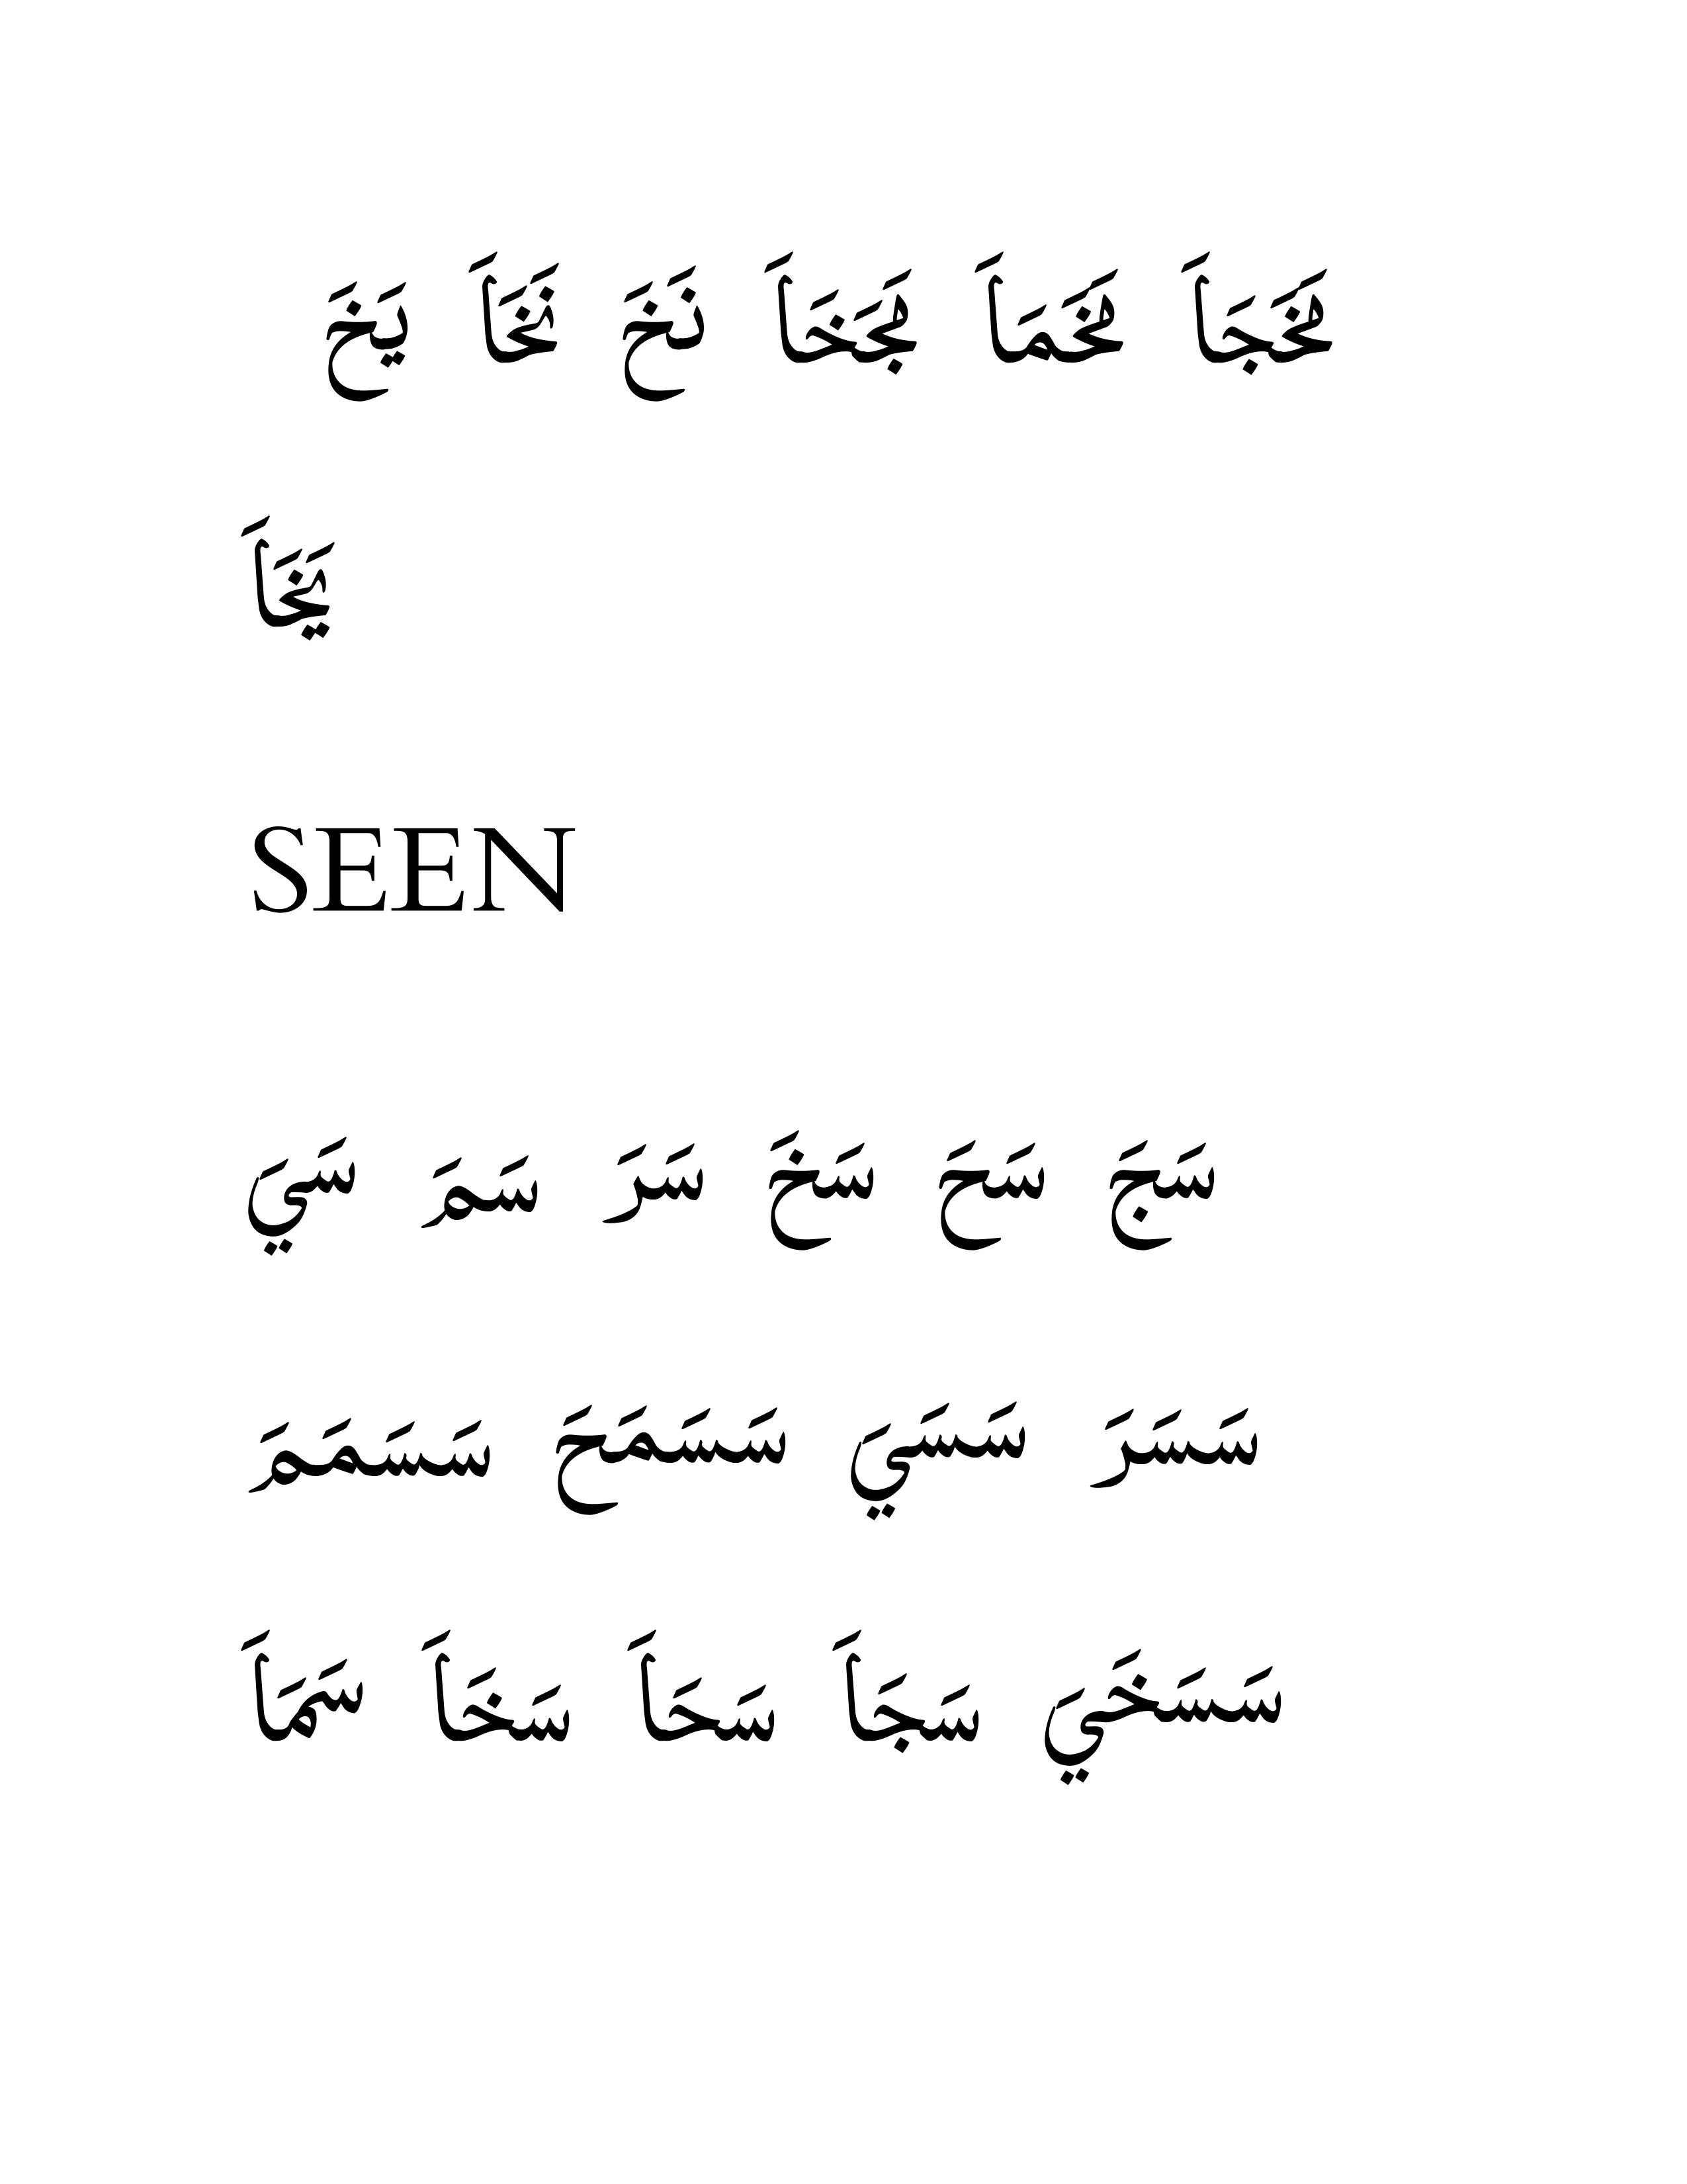 هَخَجَاً هَخَمَاً هَجَخَاً نَخَ نَخَاً يَخَ
يَخَاً
SEEN
سَجَ سَحَ سَخَ سَرَ سَمَ سَيَ
سَسَرَ سَسَيَ سَسَمَحَ سَسَمَمَ
سَسَخَيَ سَجَاً سَحَاً سَخَاً سَمَاً